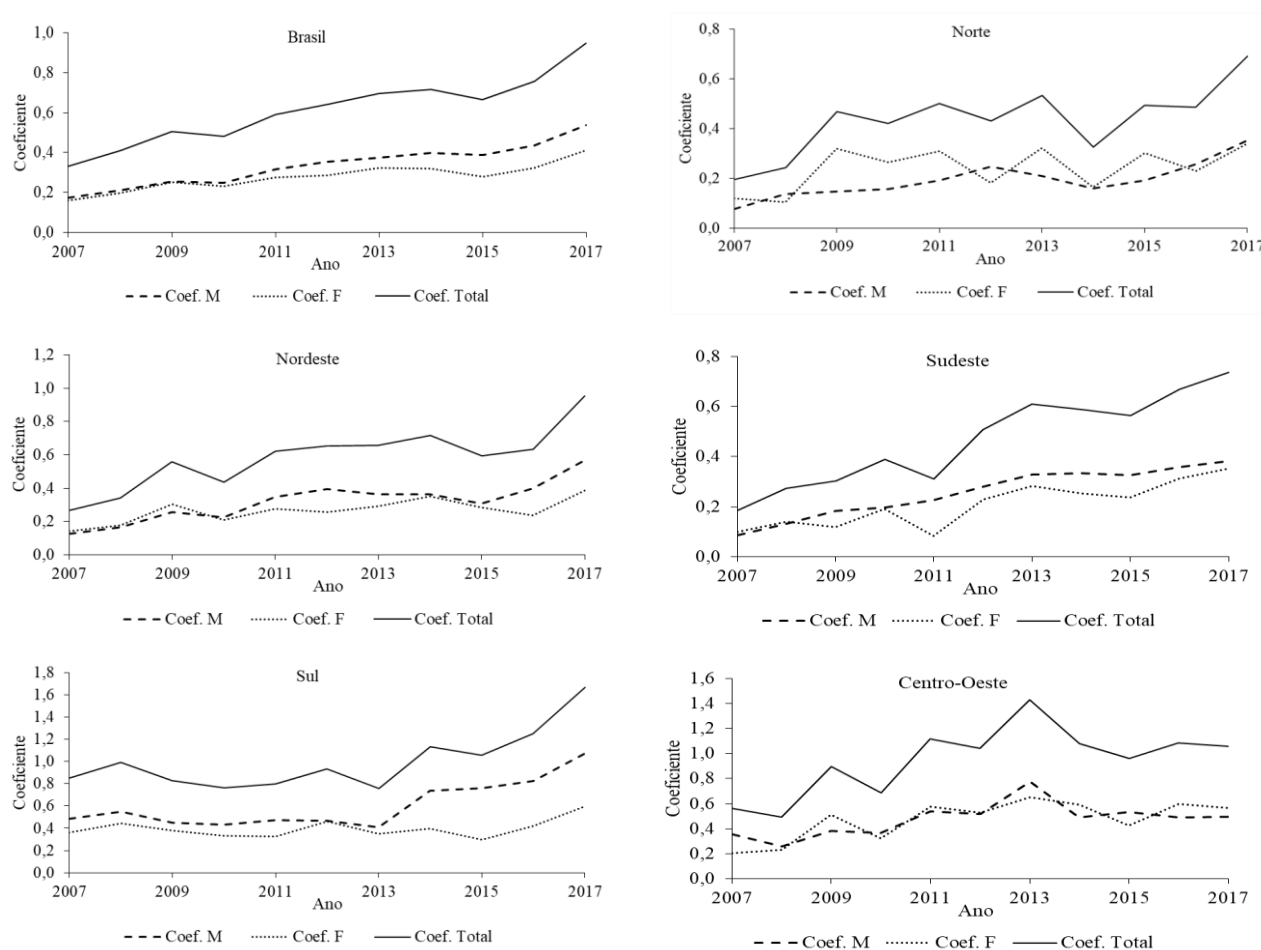 Brasil
Coeficiente
1,0
0,8
0,6
0,4
0,2
0,0
2007 2009 2011 2013 2015 2017
Ano
Coef. M Coef. F Coef. Total
Norte
Coeficiente
0,8
0,6
0,4
0,2
0,0
2007 2009 2011 2013 2015 2017
Ano
Coef. M Coef. F Coef. Total
Nordeste
Coeficiente
1,2
1,0
0,8
0,6
0,4
0,2
0,0
2007 2009 2011 2013 2015 2017
Ano
Coef. M Coef. F Coef. Total
Sudeste
Coeficiente
0,8
0,6
0,4
0,2
0,0
2007 2009 2011 2013 2015 2017
Ano
Coef. M Coef. F Coef. Total
Sul
Coeficiente
1,8
1,6
1,4
1,2
1,0
0,8
0,6
0,4
0,2
0,0
2007 2009 2011 2013 2015 2017
Ano
Coef. M Coef. F Coef. Total
Centro-Oeste
Coeficiente
1,6
1,4
1,2
1,0
0,8
0,6
0,4
0,2
0,0
2007 2009 2011 2013 2015 2017
Ano
Coef. M Coef. F Coef. Total